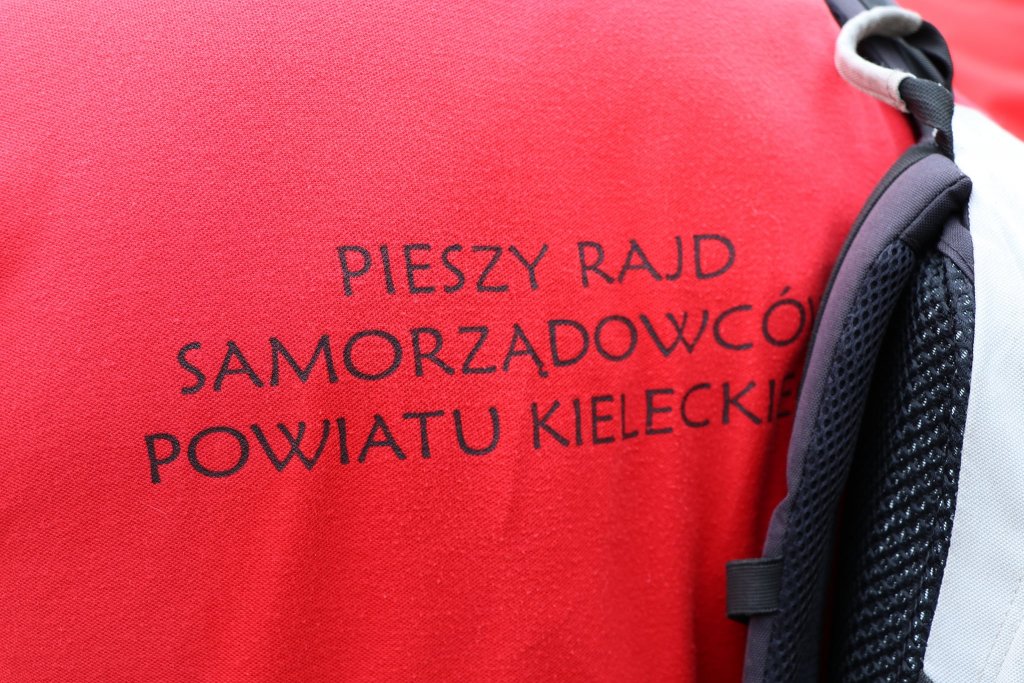 PIESZY RAJD
SAMORZĄDOWCÓ
POWIATU KIELECKIE